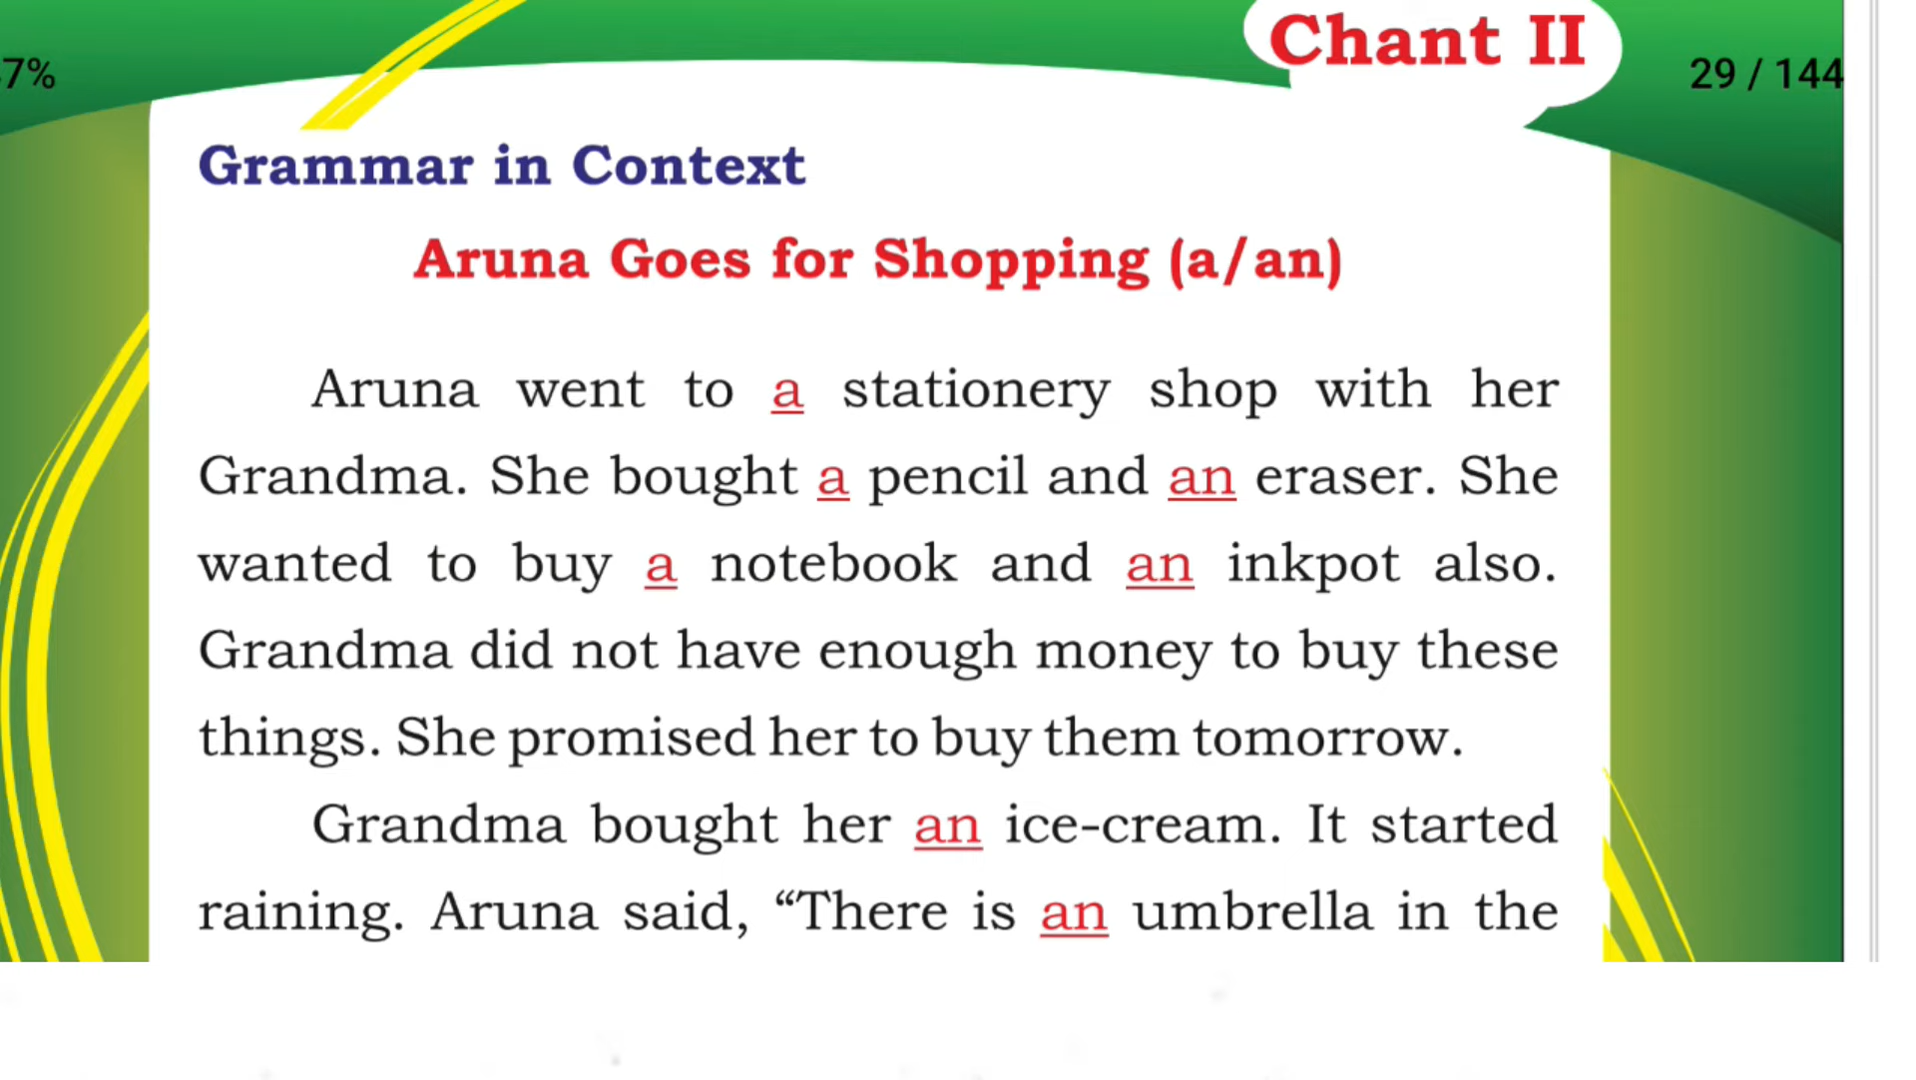 Chant II
7%
29 / 144
Grammar in Context
Aruna Goes for Shopping (a/an)
Aruna went to a stationery shop with her
Grandma. She bought a pencil and an eraser. She
wanted to buy a notebook and an inkpot also.
Grandma did not have enough money to buy these
things. She promised her to buy them tomorrow.
Grandma bought her an ice-cream. It started
raining. Aruna said, “There is an umbrella in the